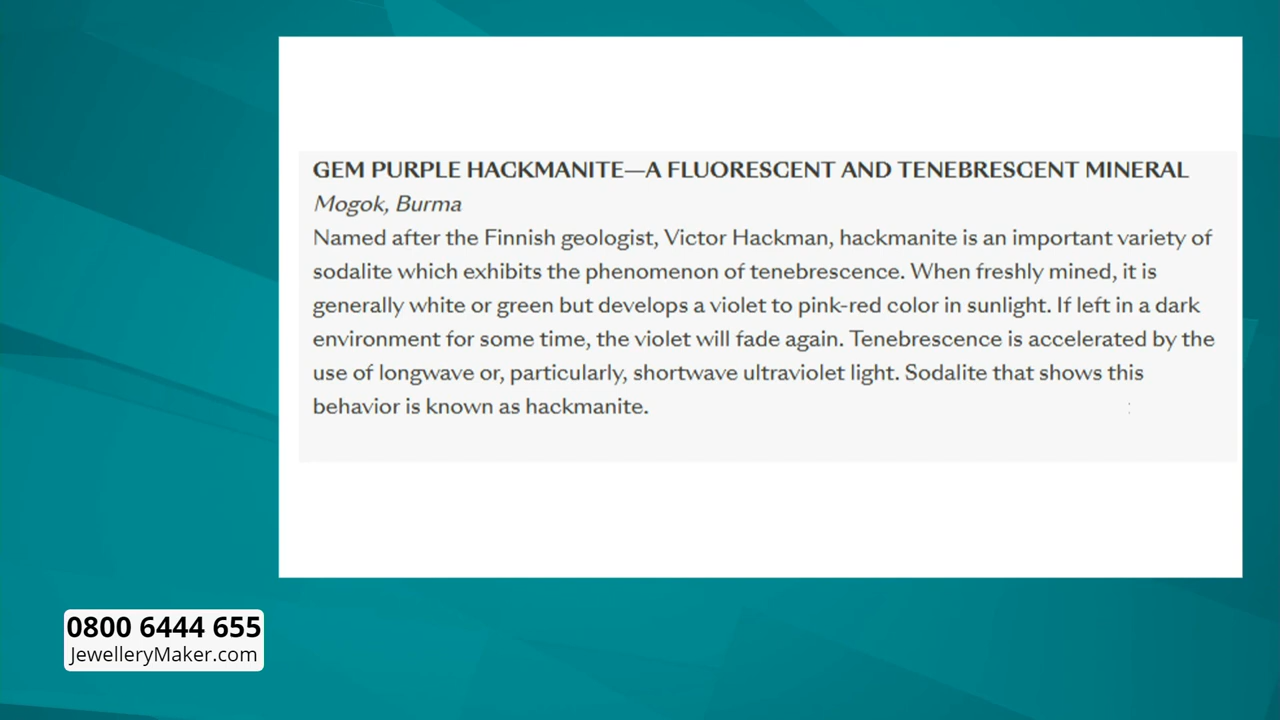 GEM PURPLE HACKMANITE—A FLUORESCENT AND TENEBRESCENT MINERAL
Mogok, Burma
Named after the Finnish geologist, Victor Hackman, hackmanite is an important variety of
sodalite which exhibits the phenomenon of tenebrescence. When freshly mined, it is
generally white or green but develops a violet to pink-red color in sunlight. If left in a dark
environment for some time, the violet will fade again. Tenebrescence is accelerated by the
use of longwave or, particularly, shortwave ultraviolet light. Sodalite that shows this
behavior is known as hackmanite.
0800 6444 655
JewelleryMaker.com